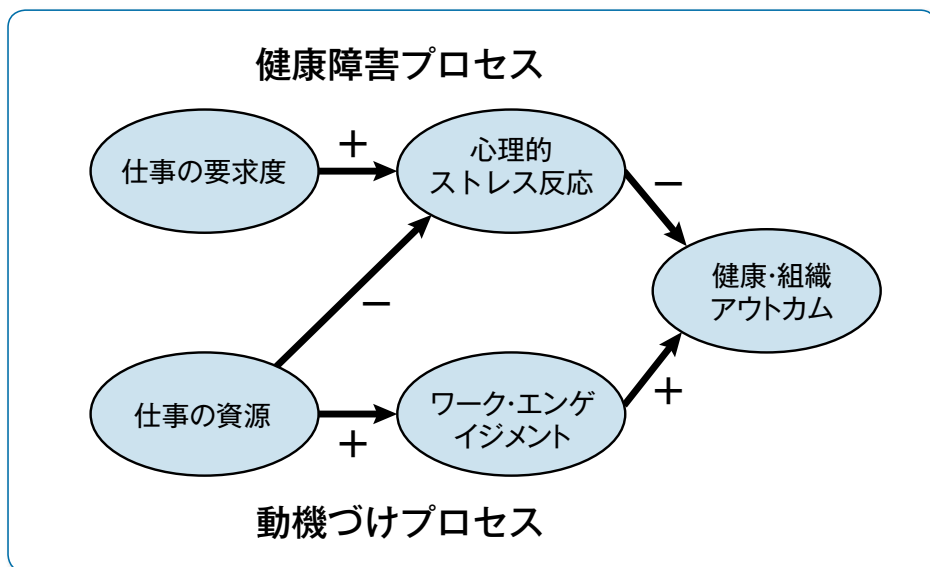 健康障害プロセス
仕事の要求度
+
心理的
ストレス反応
−
健康・組織
アウトカム
−
仕事の資源
+
ワーク・エンゲ
イジメント
+
動機づけプロセス